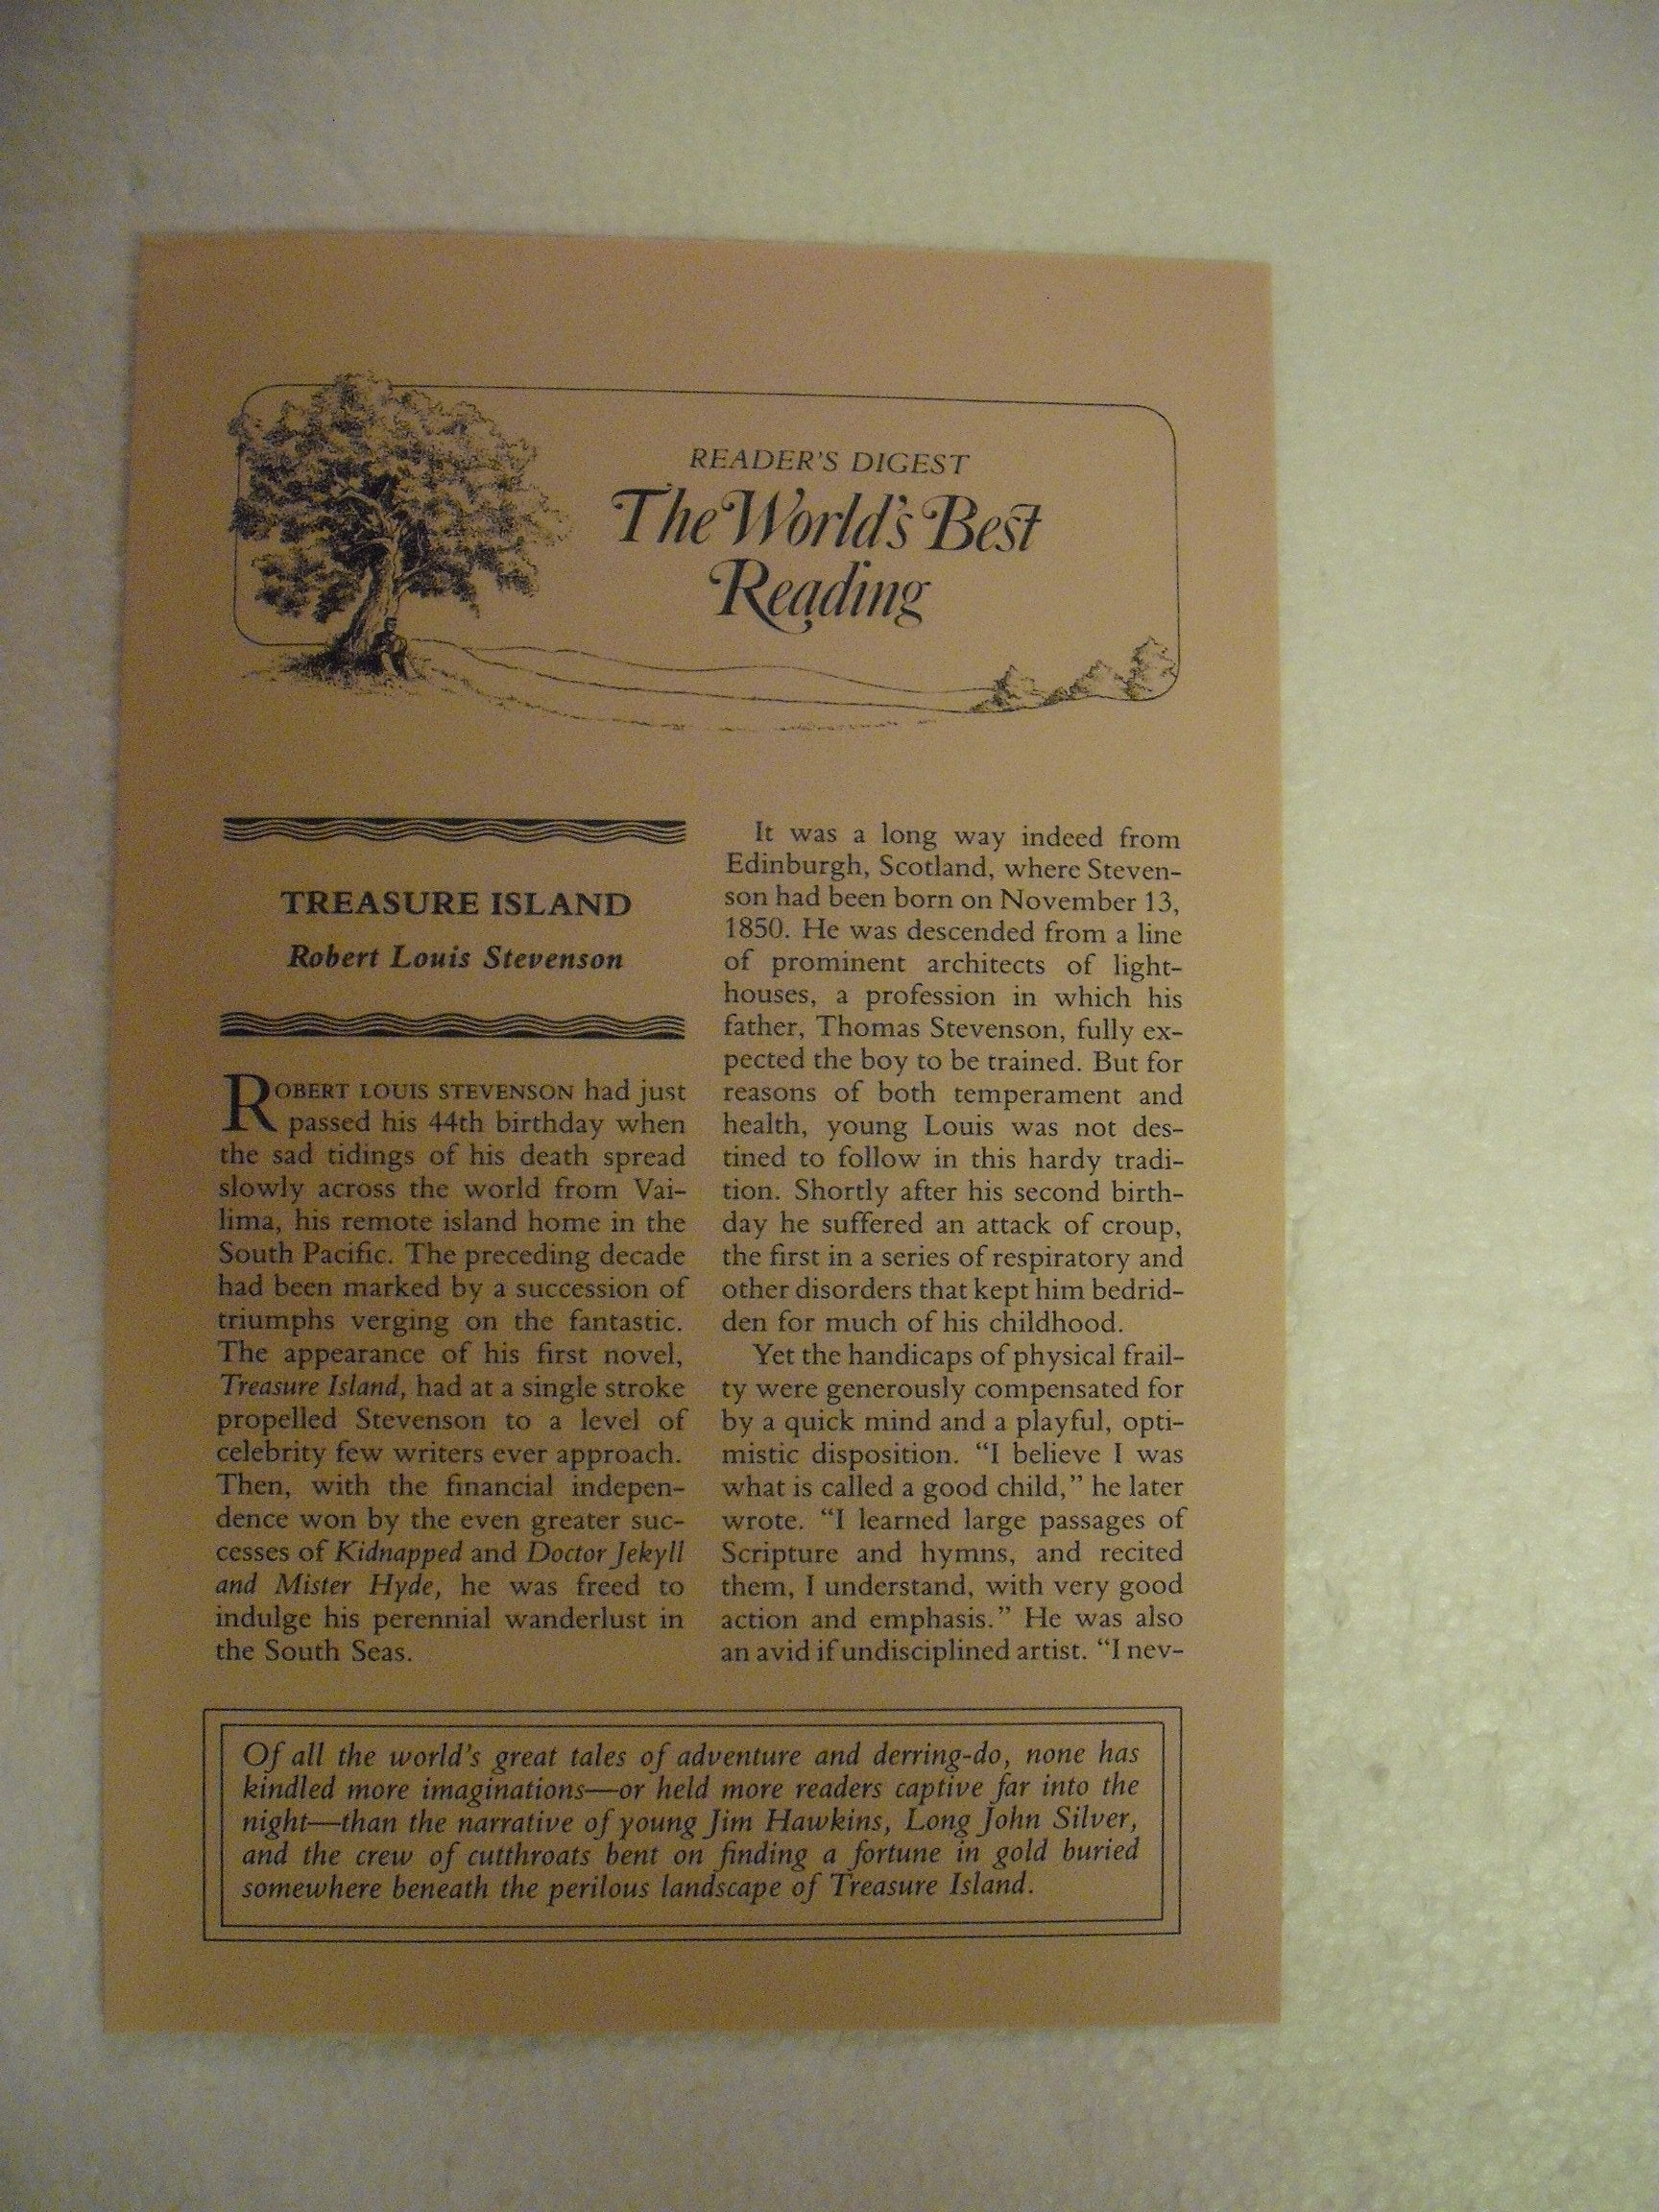 READER'S DIGEST
The World's Best
Reading
TREASURE ISLAND
Robert Louis Stevenson
ROBERT LOUIS STEVENSON had just
passed his 44th birthday when
the sad tidings of his death spread
slowly across the world from Vai-
lima, his remote island home in the
South Pacific. The preceding decade
had been marked by a succession of
triumphs verging on the fantastic.
The appearance of his first novel,
Treasure Island, had at a single stroke
propelled Stevenson to a level of
celebrity few writers ever approach.
Then, with the financial indepen-
dence won by the even greater suc-
cesses of Kidnapped and Doctor Jekyll
and Mister Hyde, he was freed to
indulge his perennial wanderlust in
the South Seas.
It was a long way indeed from
Edinburgh, Scotland, where Steven-
son had been born on November 13,
1850. He was descended from a line
of prominent architects of light-
houses, a profession in which his
father, Thomas Stevenson, fully ex-
pected the boy to be trained. But for
reasons of both temperament and
health, young Louis was not des-
tined to follow in this hardy tradi-
tion. Shortly after his second birth-
day he suffered an attack of croup,
the first in a series of respiratory and
other disorders that kept him bedrid-
den for much of his childhood.
Yet the handicaps of physical frail-
ty were generously compensated for
by a quick mind and a playful, opti-
mistic disposition. “I believe I was
what is called a good child,” he later
wrote. “I learned large passages of
Scripture and hymns, and recited
them, I understand, with very good
action and emphasis.” He was also
an avid if undisciplined artist. “I nev-
Of all the world's great tales of adventure and derring-do, none has
kindled more imaginations—or held more readers captive far into the
night—than the narrative of young Jim Hawkins, Long John Silver,
and the crew of cutthroats bent on finding a fortune in gold buried
somewhere beneath the perilous landscape of Treasure Island.